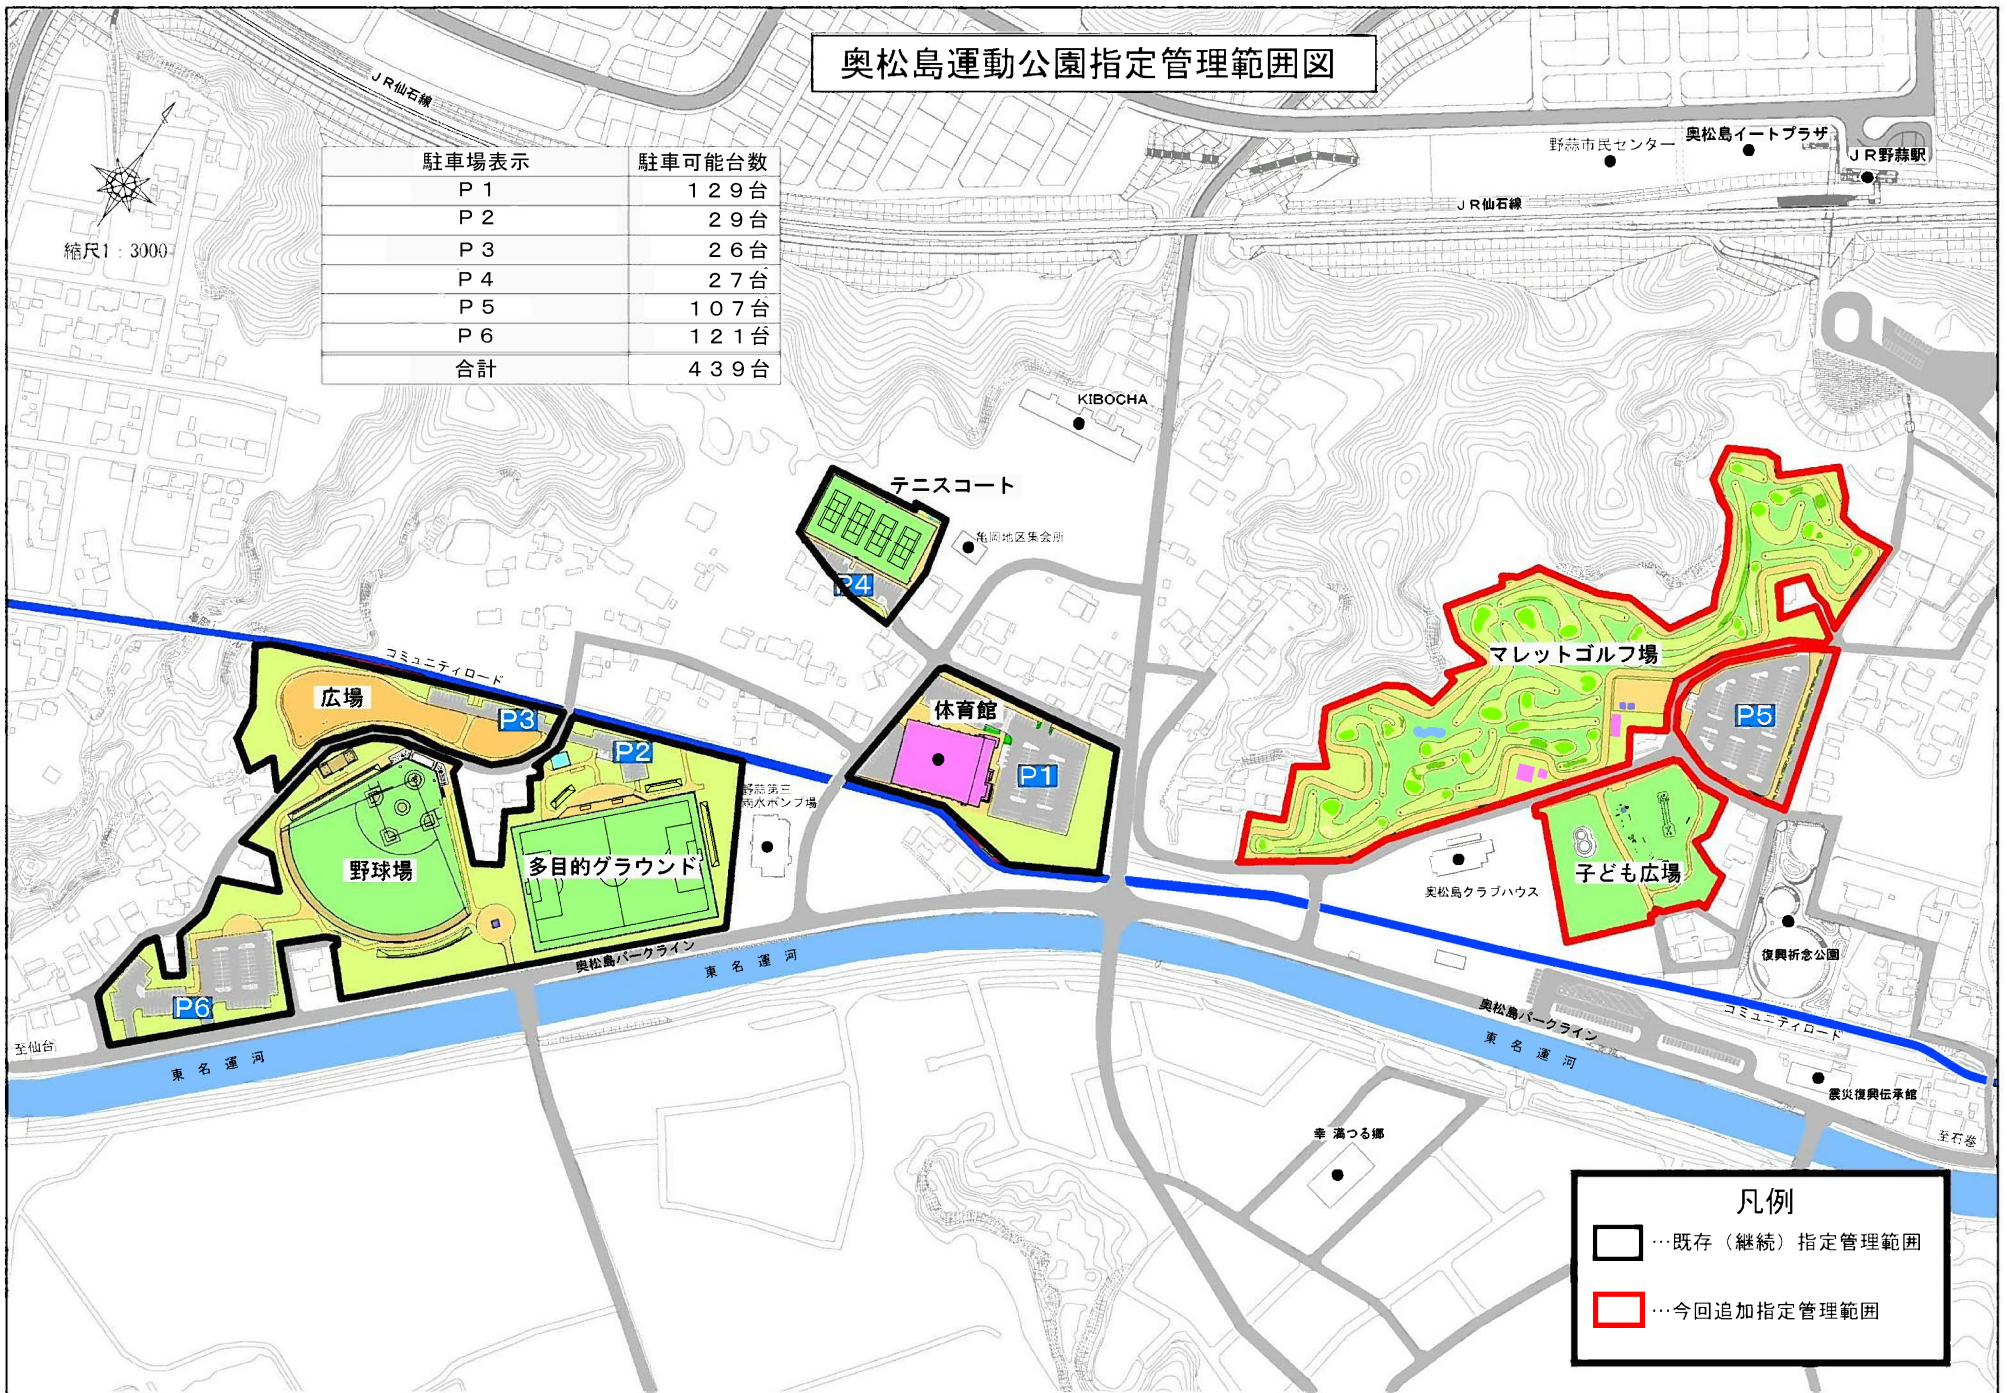 奥松島運動公園指定管理範囲図
JR仙石線
野蒜市民センター
奥松島イートプラザ
JR野蒜駅
JR仙石線
縮尺1:3000
駐車場表示 駐車可能台数
P1 129台
P2 29台
P3 26台
P4 27台
P5 107台
P6 121台
合計 439台
KIBOCHA
テニスコート
亀岡地区集会所
P4
コミュニティロード
広場
P3
P2
体育館
P1
マレットゴルフ場
P5
野蒜第三
雨水ポンプ場
野球場
多目的グラウンド
子ども広場
奥松島クラブハウス
復興祈念公園
奥松島パークライン
東名運河
P6
至仙台
東名運河
奥松島パークライン
東名運河
コミュニティロード
震災復興伝承館
至石巻
幸満つる郷
凡例
…既存（継続）指定管理範囲
…今回追加指定管理範囲